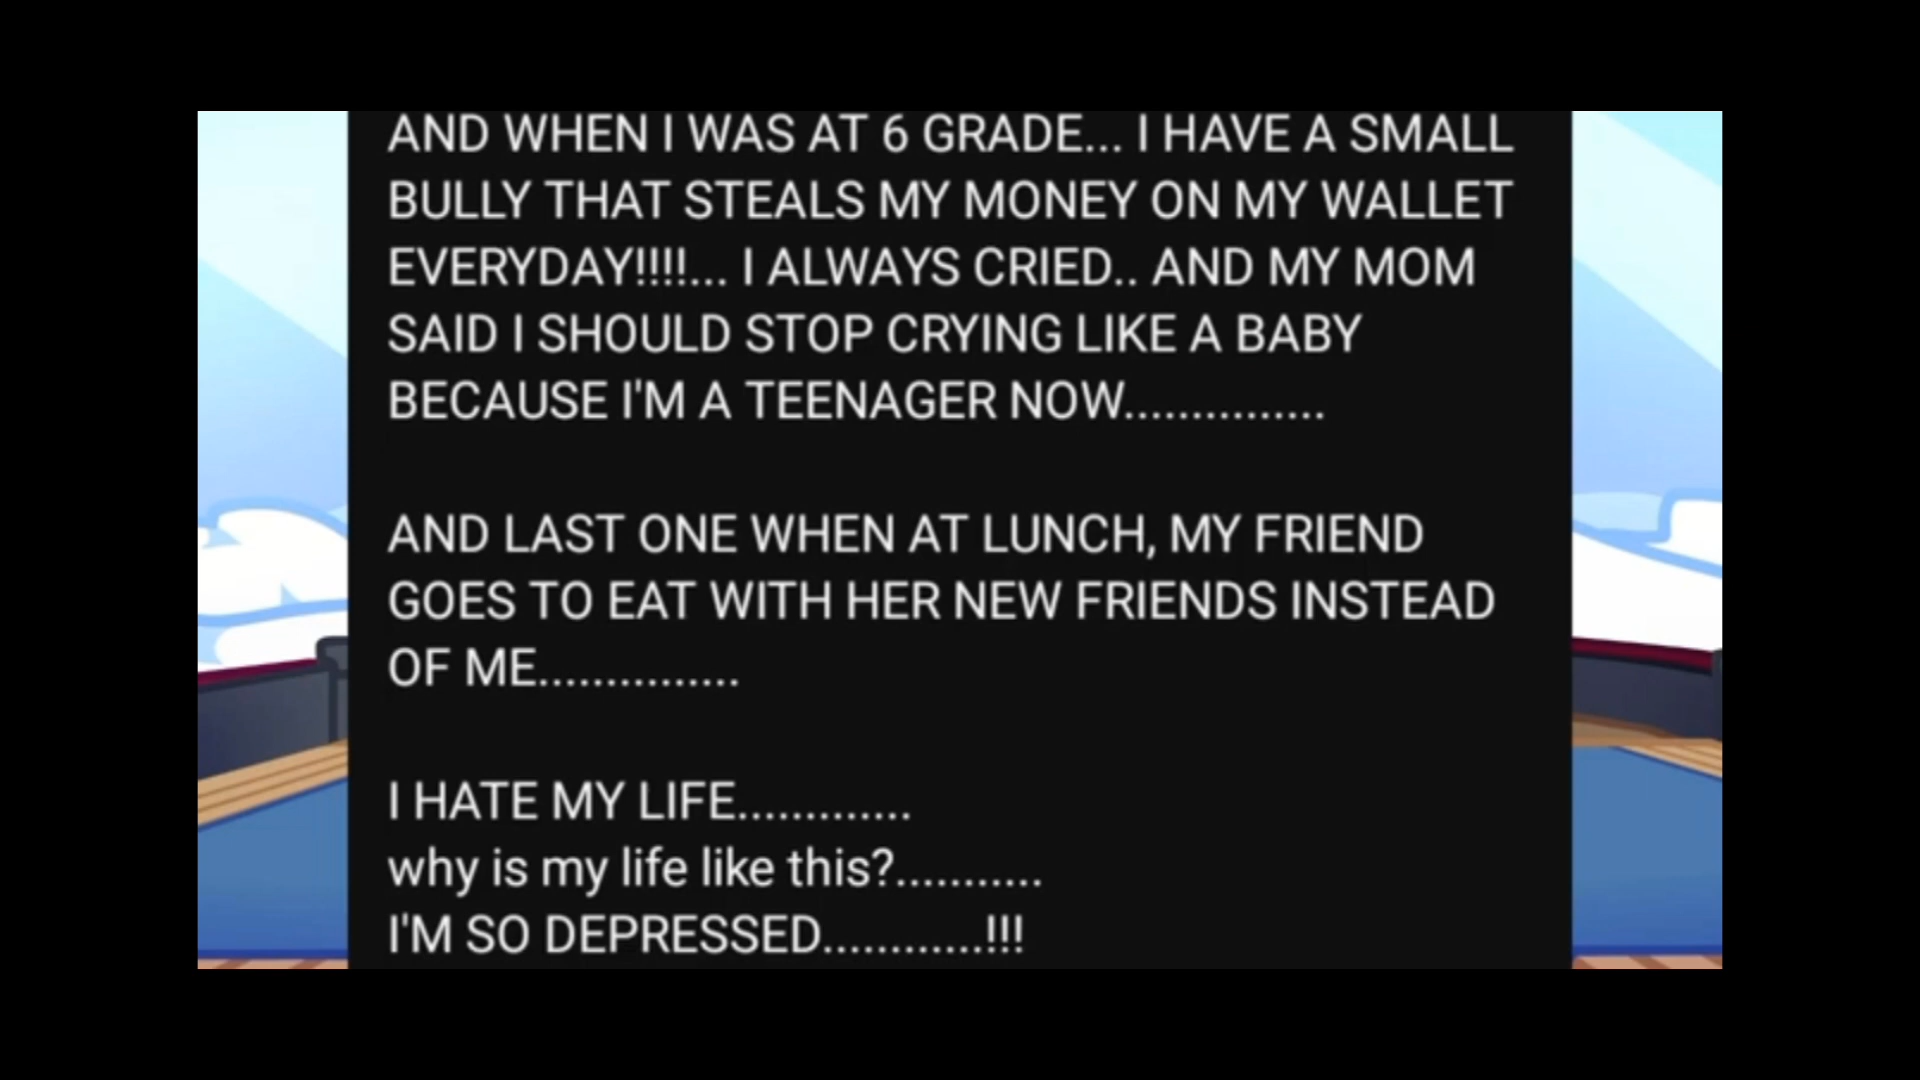 AND WHEN I WAS AT 6 GRADE... I HAVE A SMALL
BULLY THAT STEALS MY MONEY ON MY WALLET
EVERYDAY!!!!... I ALWAYS CRIED.. AND MY MOM
SAID I SHOULD STOP CRYING LIKE A BABY
BECAUSE I'M A TEENAGER NOW...............
AND LAST ONE WHEN AT LUNCH, MY FRIEND
GOES TO EAT WITH HER NEW FRIENDS INSTEAD
OF ME...............
I HATE MY LIFE.............
why is my life like this?...........
I'M SO DEPRESSED............!!!